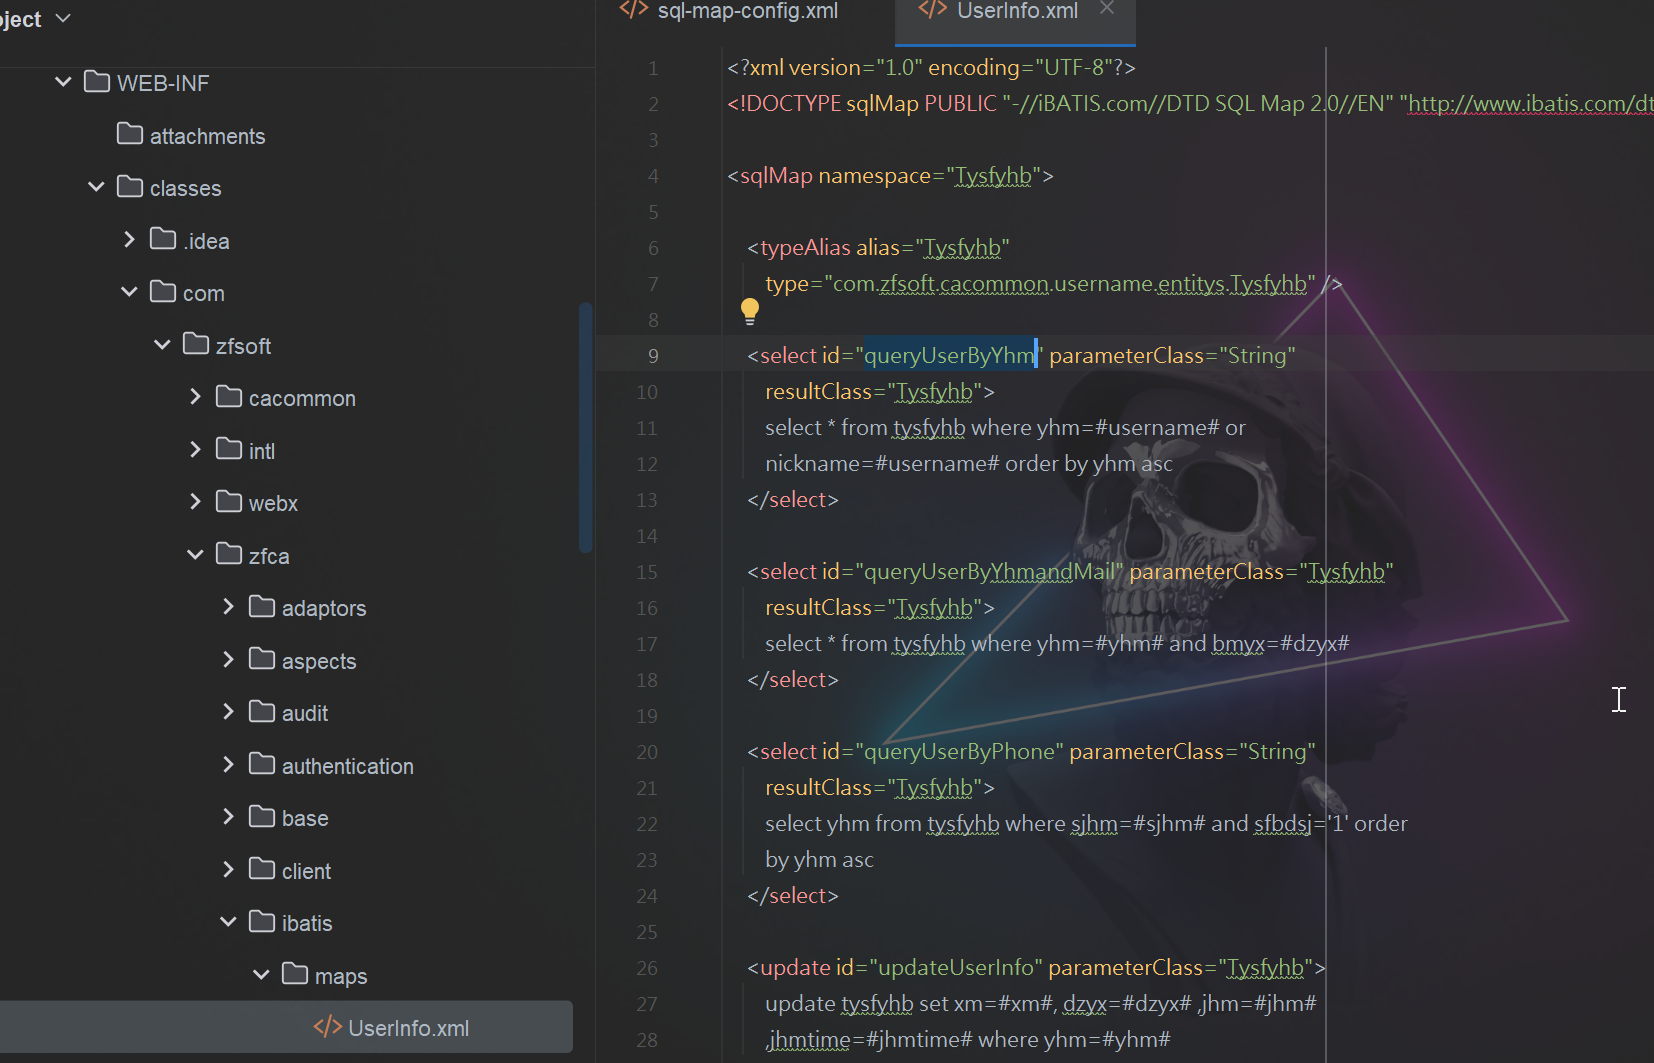 ject
WEB-INF
attachments
classes
.idea
com
zfsoft
cacommon
intl
webx
zfca
adaptors
aspects
audit
authentication
base
client
ibatis
maps
UserInfo.xml
sql-map-config.xml
UserInfo.xml
1 <?xml version="1.0" encoding="UTF-8"?>
2 <!DOCTYPE sqlMap PUBLIC "-//iBATIS.com//DTD SQL Map 2.0//EN" "http://www.ibatis.com/dt
3
4 <sqlMap namespace="Tysfyhb">
5
6 <typeAlias alias="Tysfyhb"
7 type="com.zfsoft.cacommon.username.entitys.Tysfyhb" />
8
9 <select id="queryUserByYhm" parameterClass="String"
10 resultClass="Tysfyhb">
11 select * from tysfyhb where yhm=#username# or
12 nickname=#username# order by yhm asc
13 </select>
14
15 <select id="queryUserByYhmandMail" parameterClass="Tysfyhb"
16 resultClass="Tysfyhb">
17 select * from tysfyhb where yhm=#yhm# and bmyx=#dzyx#
18 </select>
19
20 <select id="queryUserByPhone" parameterClass="String"
21 resultClass="Tysfyhb">
22 select yhm from tysfyhb where sjhm=#sjhm# and sfbdsj='1' order
23 by yhm asc
24 </select>
25
26 <update id="updateUserInfo" parameterClass="Tysfyhb">
27 update tysfyhb set xm=#xm#, dzyx=#dzyx# ,jhm=#jhm#
28 ,jhmtime=#jhmtime# where yhm=#yhm#